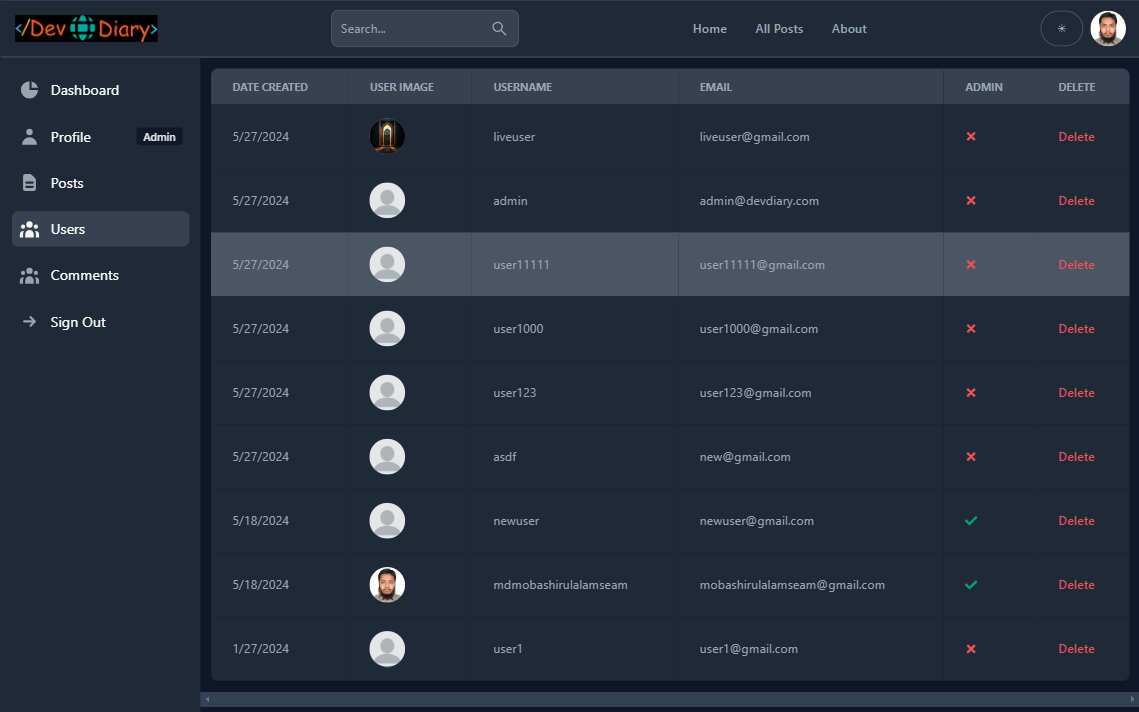 </Dev Diary>
Search...
Home All Posts About
Dashboard
Profile Admin
Posts
Users
Comments
Sign Out
DATE CREATED USER IMAGE USERNAME EMAIL ADMIN DELETE
5/27/2024 liveuser liveuser@gmail.com Delete
5/27/2024 admin admin@devdiary.com Delete
5/27/2024 user11111 user11111@gmail.com Delete
5/27/2024 user1000 user1000@gmail.com Delete
5/27/2024 user123 user123@gmail.com Delete
5/27/2024 asdf new@gmail.com Delete
5/18/2024 newuser newuser@gmail.com Delete
5/18/2024 mdmobashirulalamseam mobashirulalamseam@gmail.com Delete
1/27/2024 user1 user1@gmail.com Delete